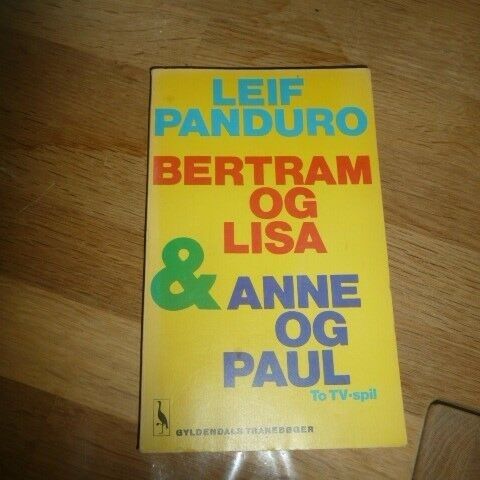 LEIF
PANDURO
BERTRAM
OG
LISA
& ANNE
OG
PAUL
To TV-spil
GYLDENDALS TRANEBØGER